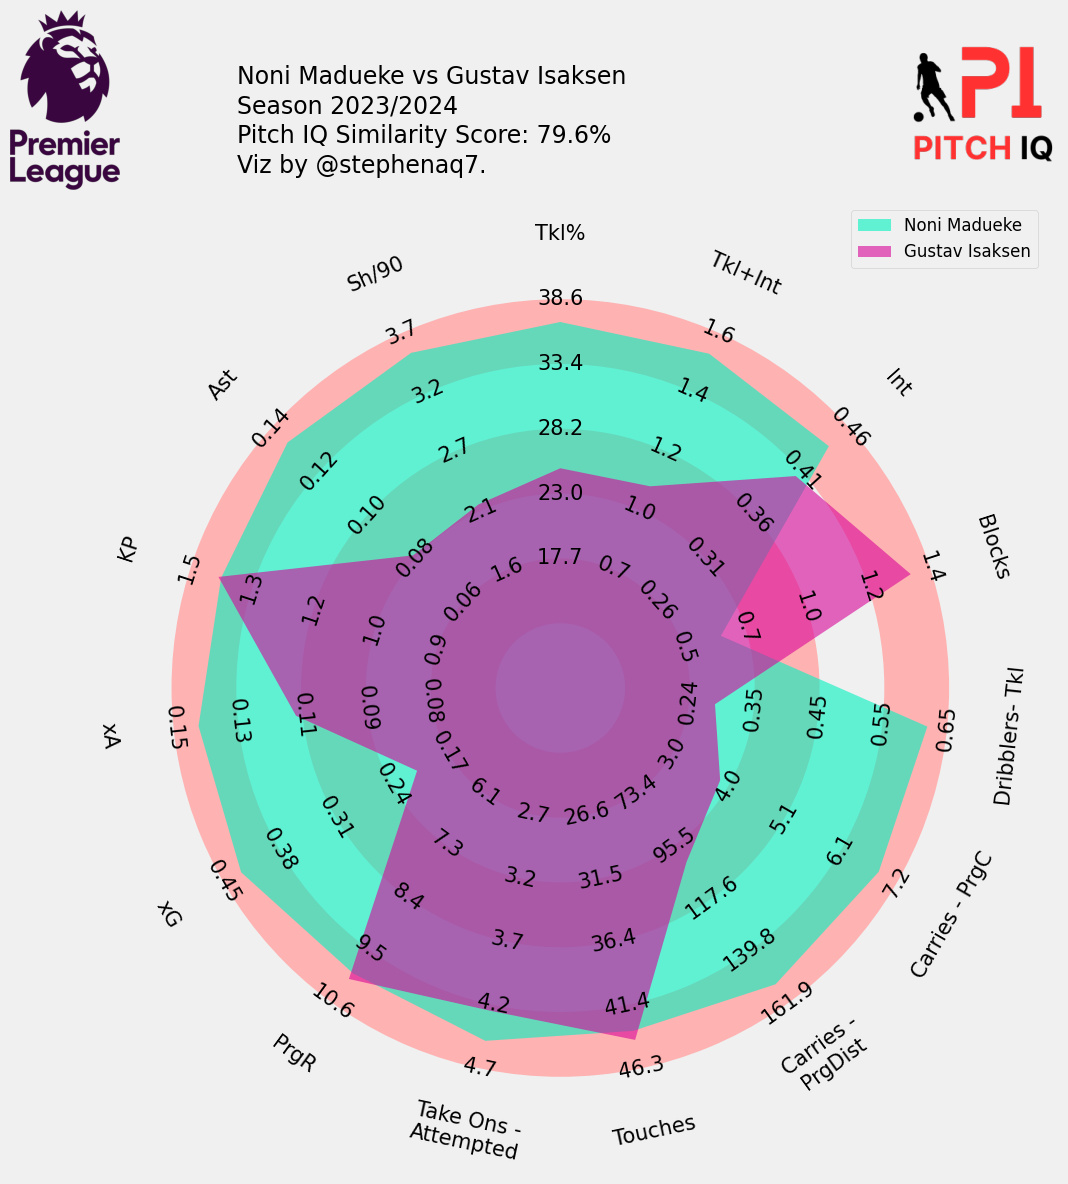 Noni Madueke vs Gustav Isaksen
Season 2023/2024
Pitch IQ Similarity Score: 79.6%
Viz by @stephenaq7.
Premier
League
PI
PITCH IQ
Noni Madueke
Gustav Isaksen
Tkl%
38.6
33.4
28.2
23.0
17.7
Tkl+Int
1.6
1.4
1.2
1.0
0.7
Int
0.46
0.41
0.36
0.31
0.26
Blocks
1.4
1.2
1.0
0.7
0.5
Dribblers- Tkl
0.65
0.55
0.45
0.35
0.24
Carries - PrgC
7.2
6.1
5.1
4.0
3.0
Carries -
PrgDist
161.9
139.8
117.6
95.5
73.4
Touches
46.3
41.4
36.4
31.5
26.6
Take Ons -
Attempted
4.7
4.2
3.7
3.2
2.7
PrgR
10.6
9.5
8.4
7.3
6.1
xG
0.45
0.38
0.31
0.24
0.17
xA
0.15
0.13
0.11
0.09
0.08
KP
1.5
1.3
1.2
1.0
0.9
Ast
0.14
0.12
0.10
0.08
0.06
Sh/90
3.7
3.2
2.7
2.1
1.6